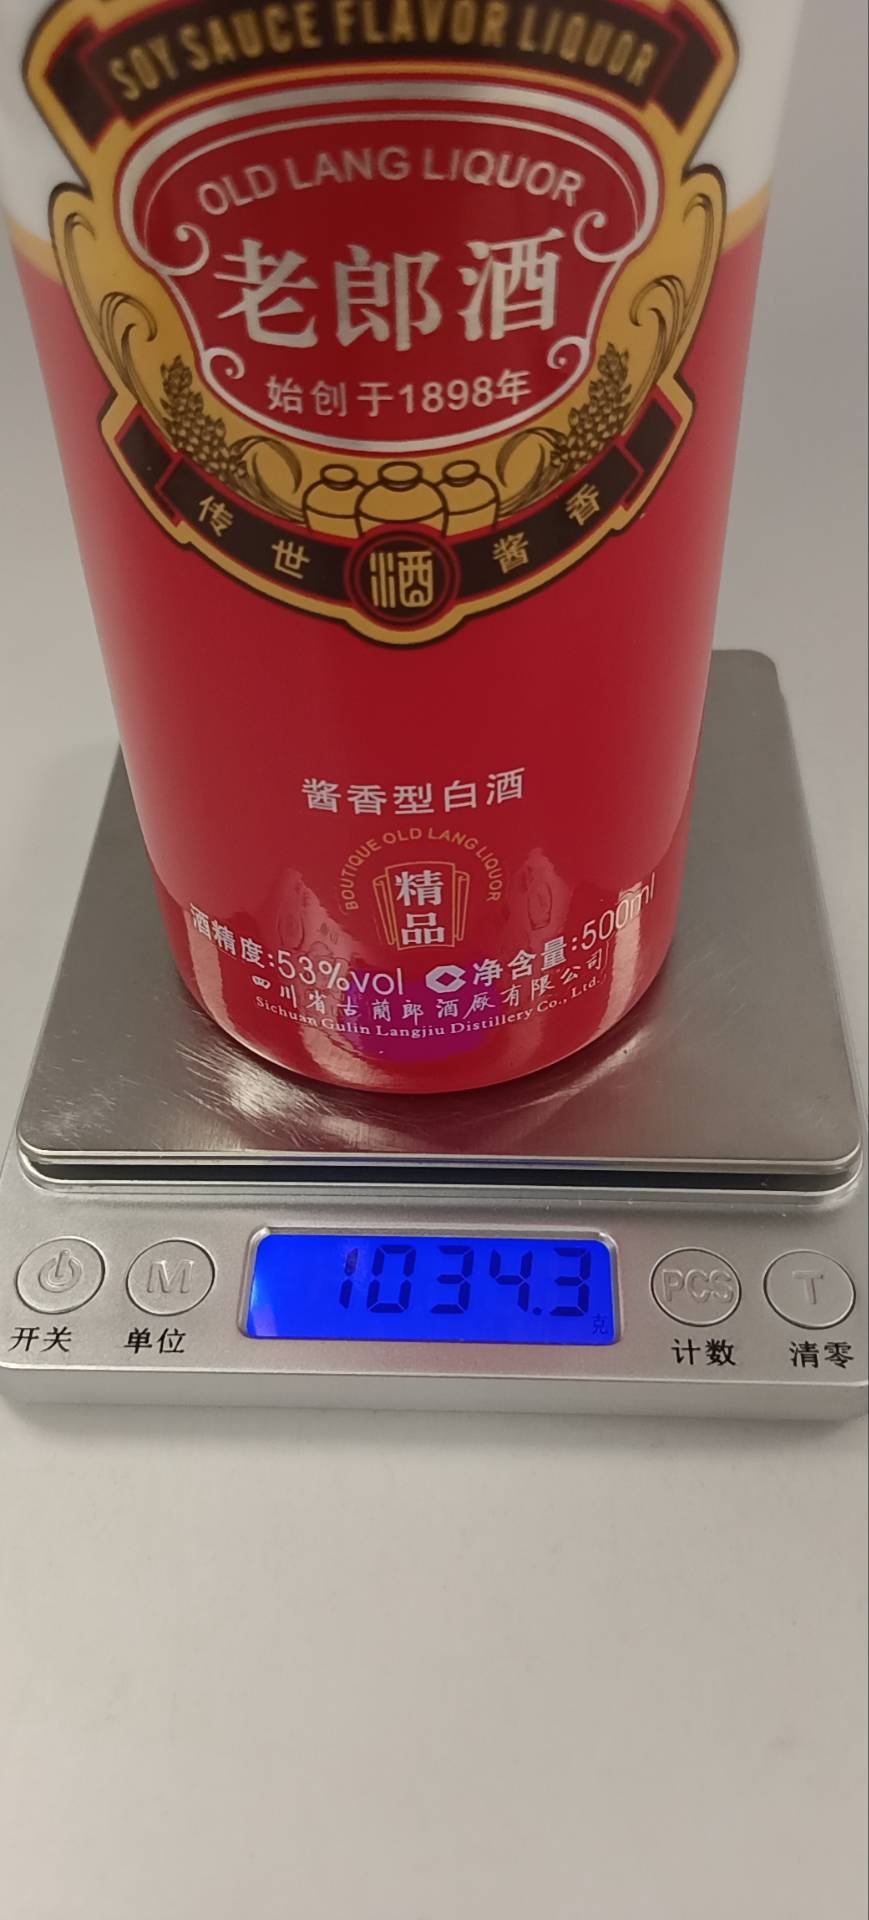 SOY SAUCE FLAVOR LIQUOR
OLD LANG LIQUOR
老郎酒
始创于1898年
传世 酒 酱香
酱香型白酒
BOUTIQUE OLD LANG LIQUOR
精品
酒精度:53%vol 净含量:500ml
四川省古蔺郎酒厰有限公司
Sichuan Gulin Langjiu Distillery Co., Ltd.
1034.3
克
M PCS T
开关 单位 计数 清零